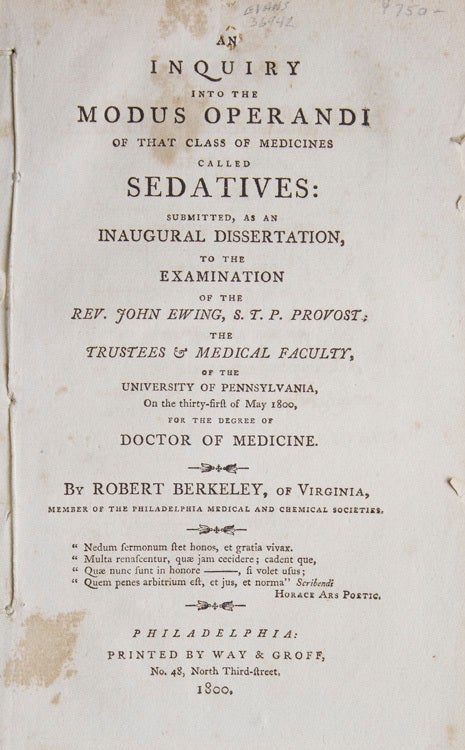 EVANS
AN
INQUIRY
INTO THE
MODUS OPERANDI
OF THAT CLASS OF MEDICINES
CALLED
SEDATIVES:
SUBMITTED, AS AN
INAUGURAL DISSERTATION,
TO THE
EXAMINATION
OF THE
REV. JOHN EWING, S. T. P. PROVOST;
THE
TRUSTEES & MEDICAL FACULTY,
OF THE
UNIVERSITY OF PENNSYLVANIA,
On the thirty-firſt of May 1800,
FOR THE DEGREE OF
DOCTOR OF MEDICINE.
BY ROBERT BERKELEY, OF VIRGINIA,
MEMBER OF THE PHILADELPHIA MEDICAL AND CHEMICAL SOCIETIES.
“ Nedum ſermonum ſtet honos, et gratia vivax.
“ Multa renaſcentur, quæ jam cecidere; cadent que,
“ Quæ nunc ſunt in honore ———, ſi volet uſus;
“ Quem penes arbitrium eſt, et jus, et norma” Scribendi
HORACE ARS POETIC.
PHILADELPHIA:
PRINTED BY WAY & GROFF,
No. 48, North Third-ſtreet.
1800.